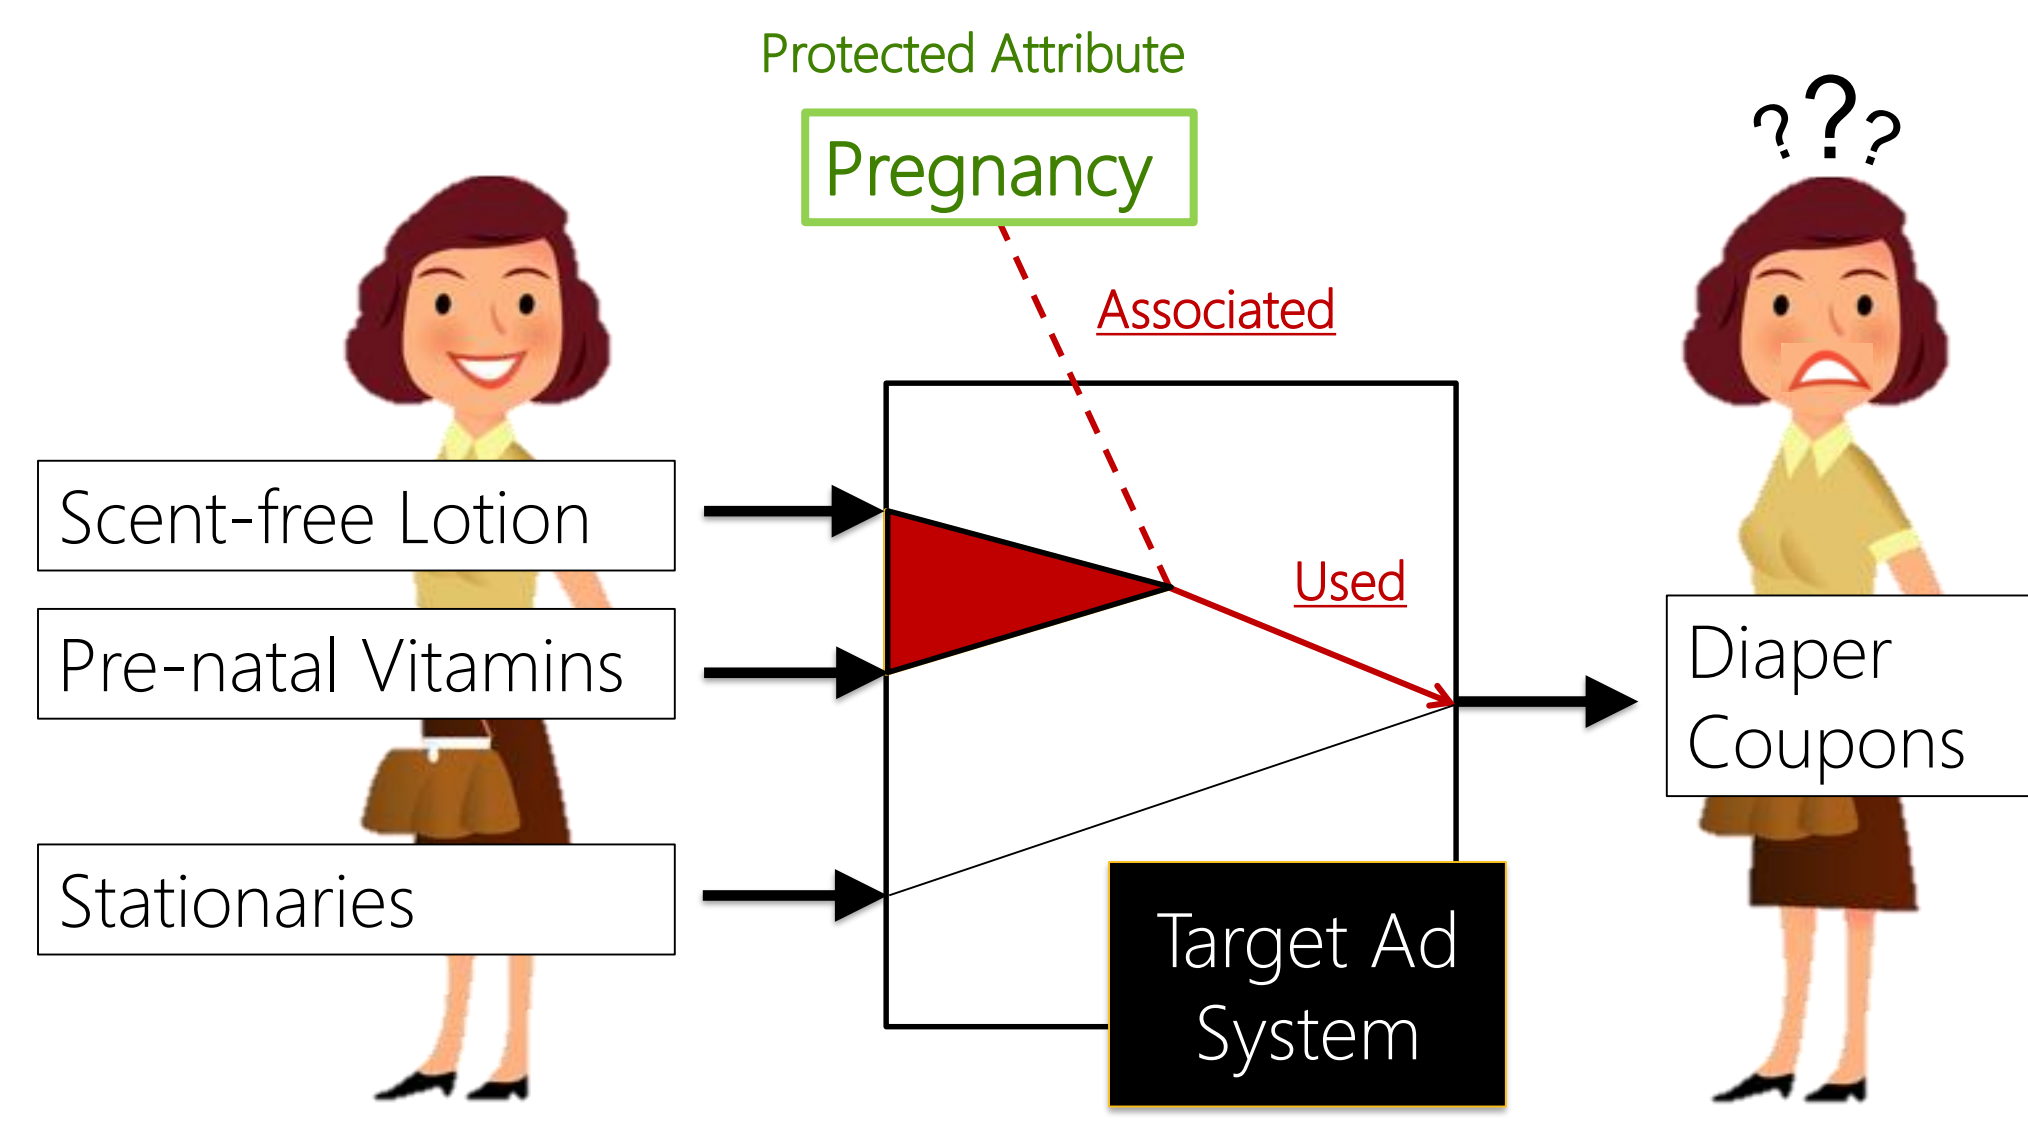 Protected Attribute
Pregnancy
???
Associated
Scent-free Lotion
Used
Pre-natal Vitamins
Diaper
Coupons
Stationaries
Target Ad
System